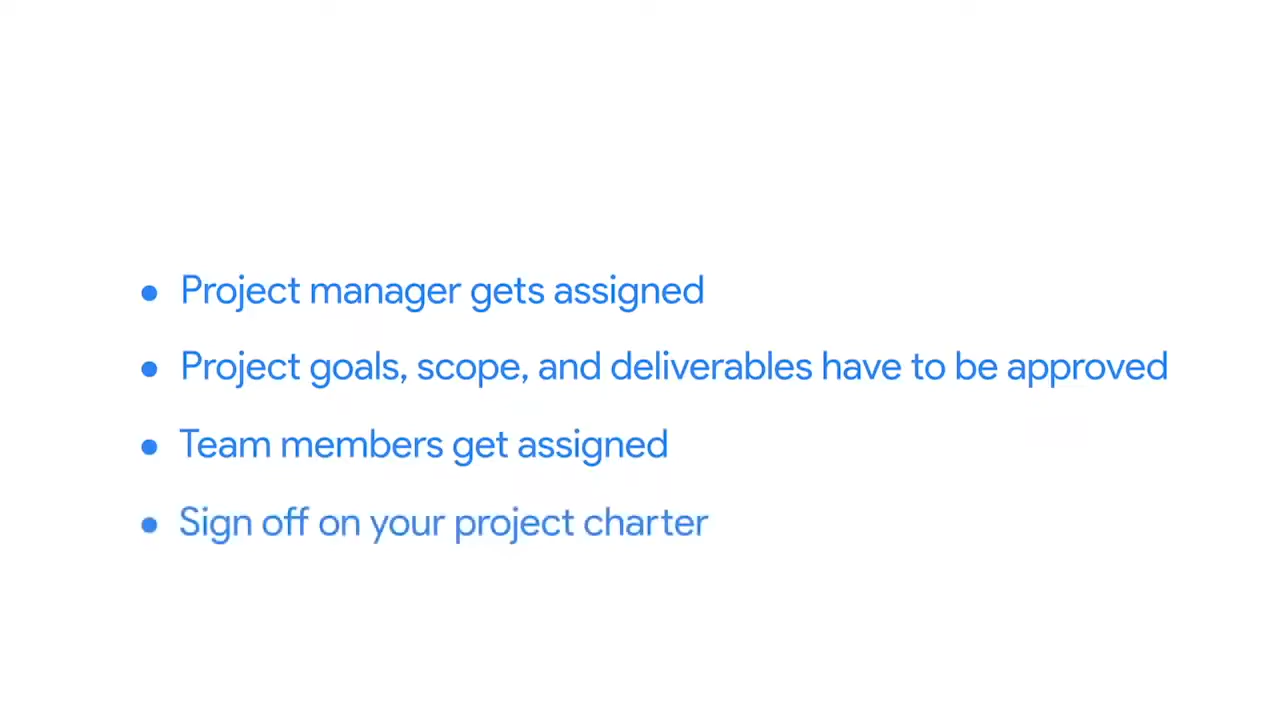 • Project manager gets assigned
• Project goals, scope, and deliverables have to be approved
• Team members get assigned
• Sign off on your project charter